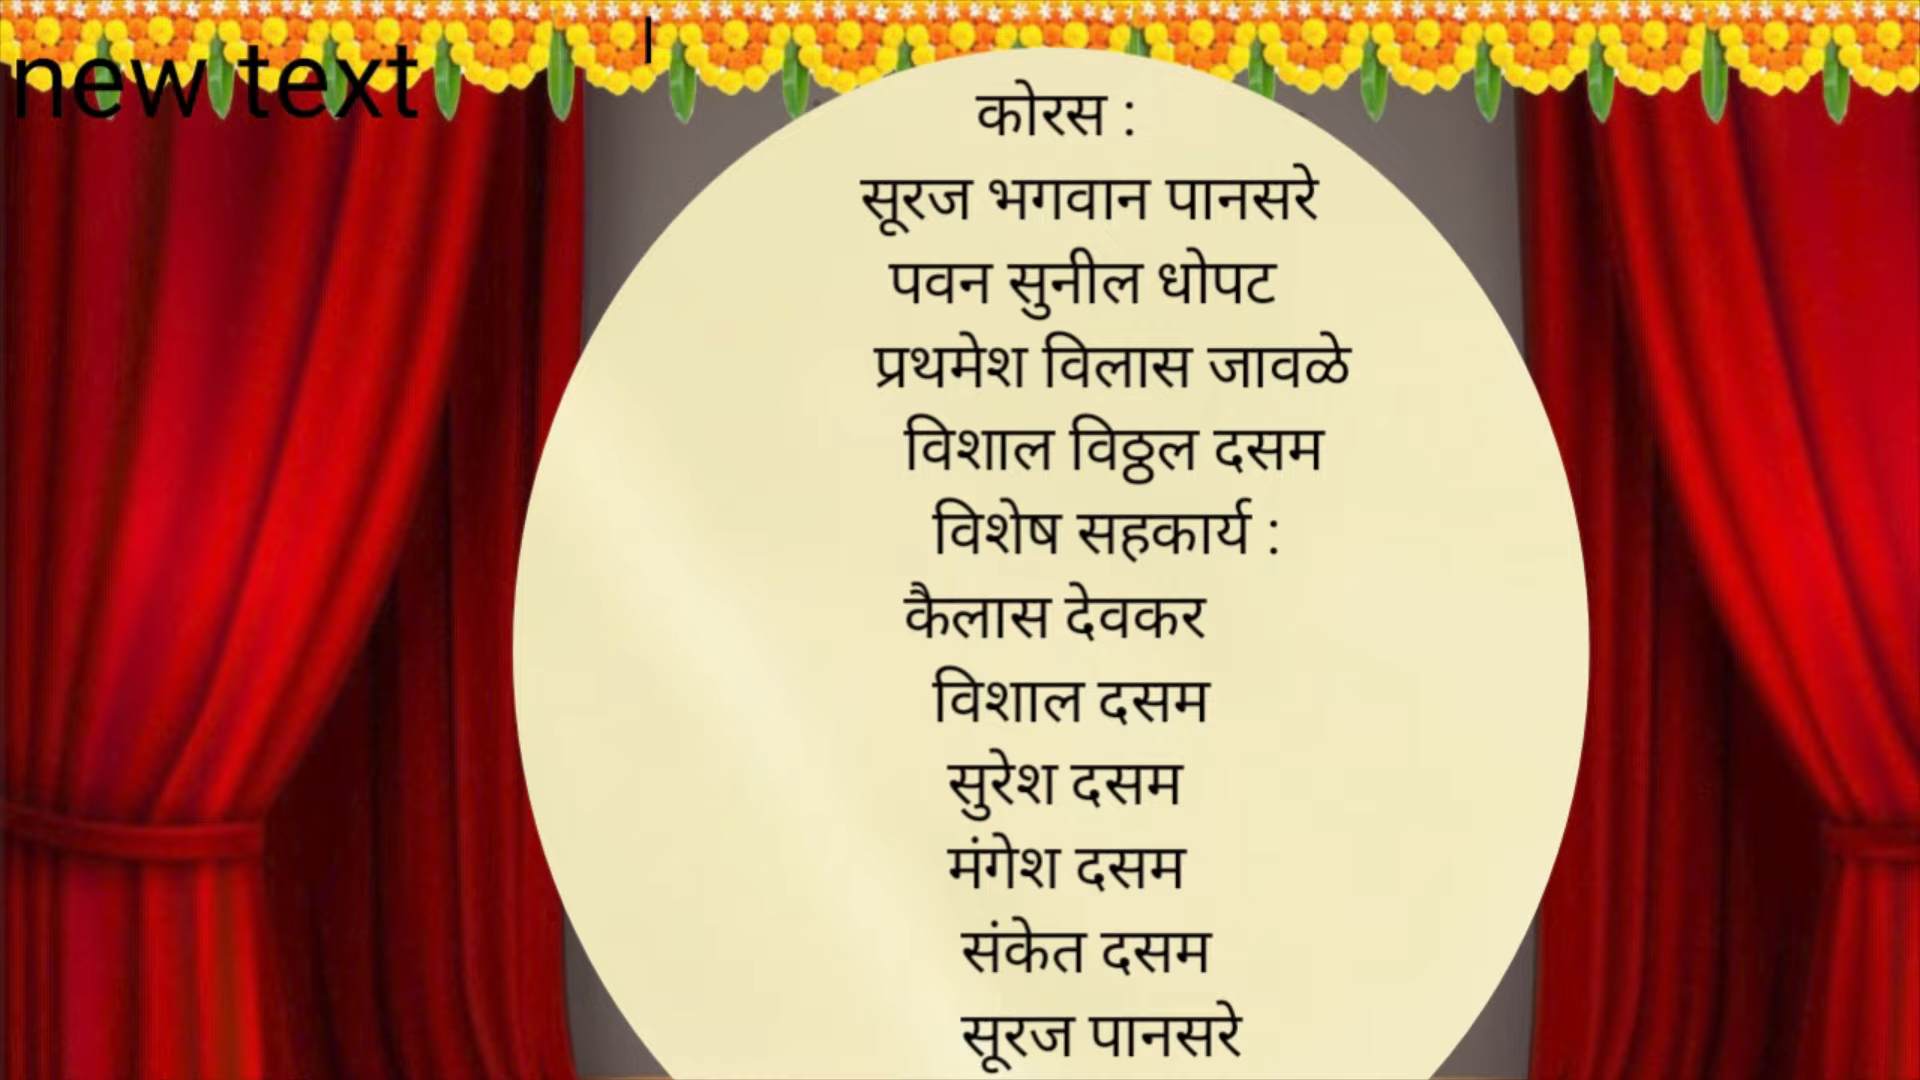 new text
कोरस :
सूरज भगवान पानसरे
पवन सुनील धोपट
प्रथमेश विलास जावळे
विशाल विठ्ठल दसम
विशेष सहकार्य :
कैलास देवकर
विशाल दसम
सुरेश दसम
मंगेश दसम
संकेत दसम
सूरज पानसरे